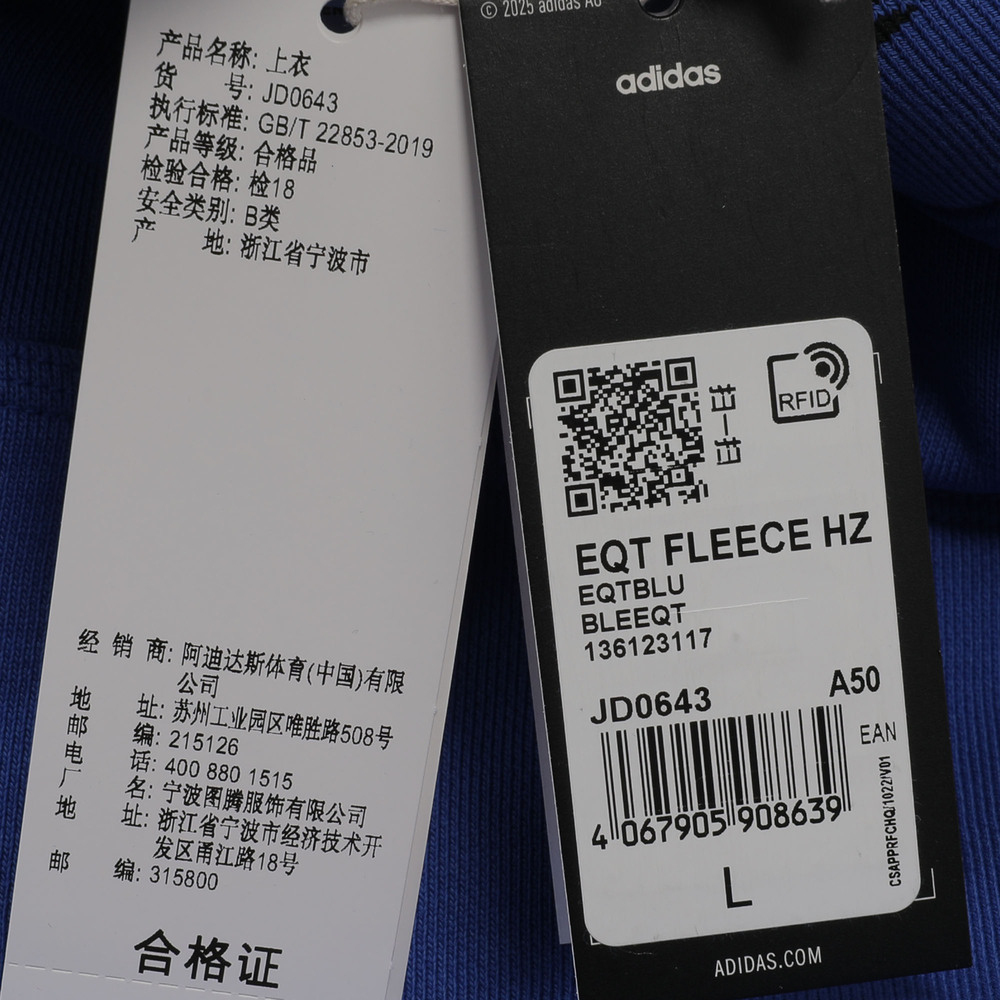 产品名称: 上衣
货 号: JD0643
执行标准: GB/T 22853-2019
产品等级: 合格品
检验合格: 检18
安全类别: B类
产 地: 浙江省宁波市
经 销 商: 阿迪达斯体育(中国)有限
公司
地 址: 苏州工业园区唯胜路508号
邮 编: 215126
电 话: 400 880 1515
厂 名: 宁波图腾服饰有限公司
地 址: 浙江省宁波市经济技术开
发区甬江路18号
邮 编: 315800
合格证
© 2025 adidas AG
adidas
RFID
EQT FLEECE HZ
EQTBLU
BLEEQT
136123117
JD0643 A50
EAN
4 067905 908639
CSAPPRFCHQ/1022/V01
L
ADIDAS.COM